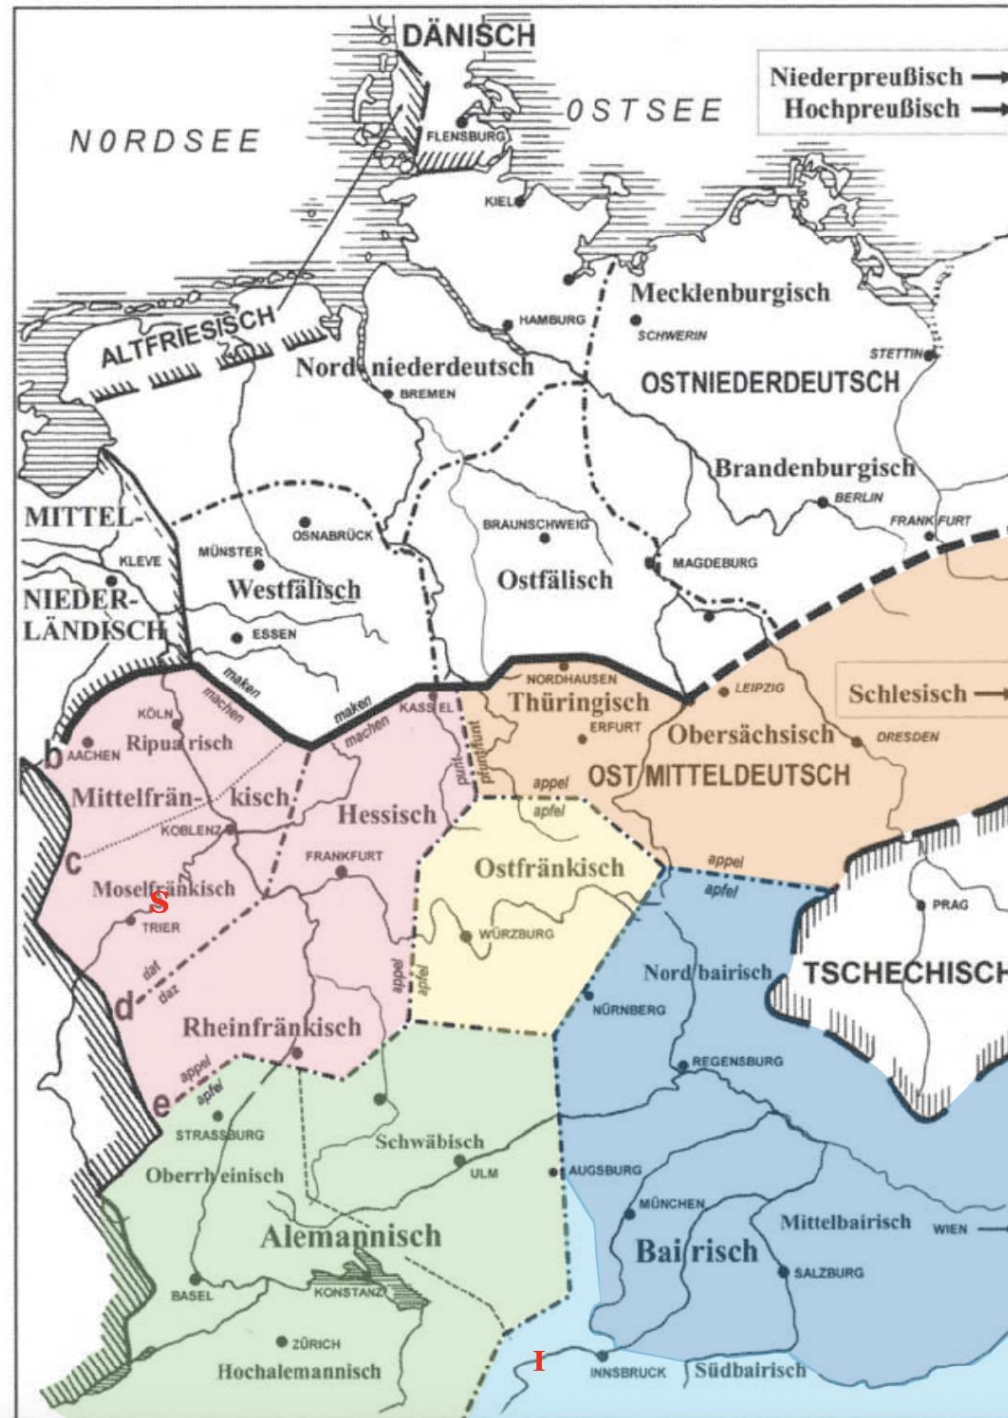 DÄNISCH
Niederpreußisch
Hochpreußisch
NORDSEE
OSTSEE
FLENSBURG
KIEL
Mecklenburgisch
HAMBURG
SCHWERIN
ALTFRIESISCH
STETTIN
Nord niederdeutsch
OSTNIEDERDEUTSCH
BREMEN
Brandenburgisch
BERLIN
MITTEL-
FRANKFURT
OSNABRÜCK
BRAUNSCHWEIG
MÜNSTER
KLEVE
MAGDEBURG
Westfälisch
Ostfälisch
NIEDER-
LÄNDISCH
ESSEN
maken
machen
NORDHAUSEN
LEIPZIG
Schlesisch
maken
machen
KASSEL
Thüringisch
KÖLN
ERFURT
Obersächsisch
DRESDEN
Ripuarisch
b
AACHEN
punt
pfunt
OST MITTELDEUTSCH
appel
apfel
Mittelfrän- kisch
Hessisch
KOBLENZ
c
FRANKFURT
Ostfränkisch
appel
apfel
Moselfränkisch
S
TRIER
PRAG
WÜRZBURG
dat
daz
appel
apfel
Nord bairisch
TSCHECHISCH
d
NÜRNBERG
Rheinfränkisch
REGENSBURG
appel
apfel
e
STRASSBURG
Schwäbisch
Oberrheinisch
ULM
AUGSBURG
MÜNCHEN
Mittelbairisch
WIEN
Alemannisch
Bairisch
SALZBURG
BASEL
KONSTANZ
ZÜRICH
I
Hochalemannisch
INNSBRUCK
Südbairisch